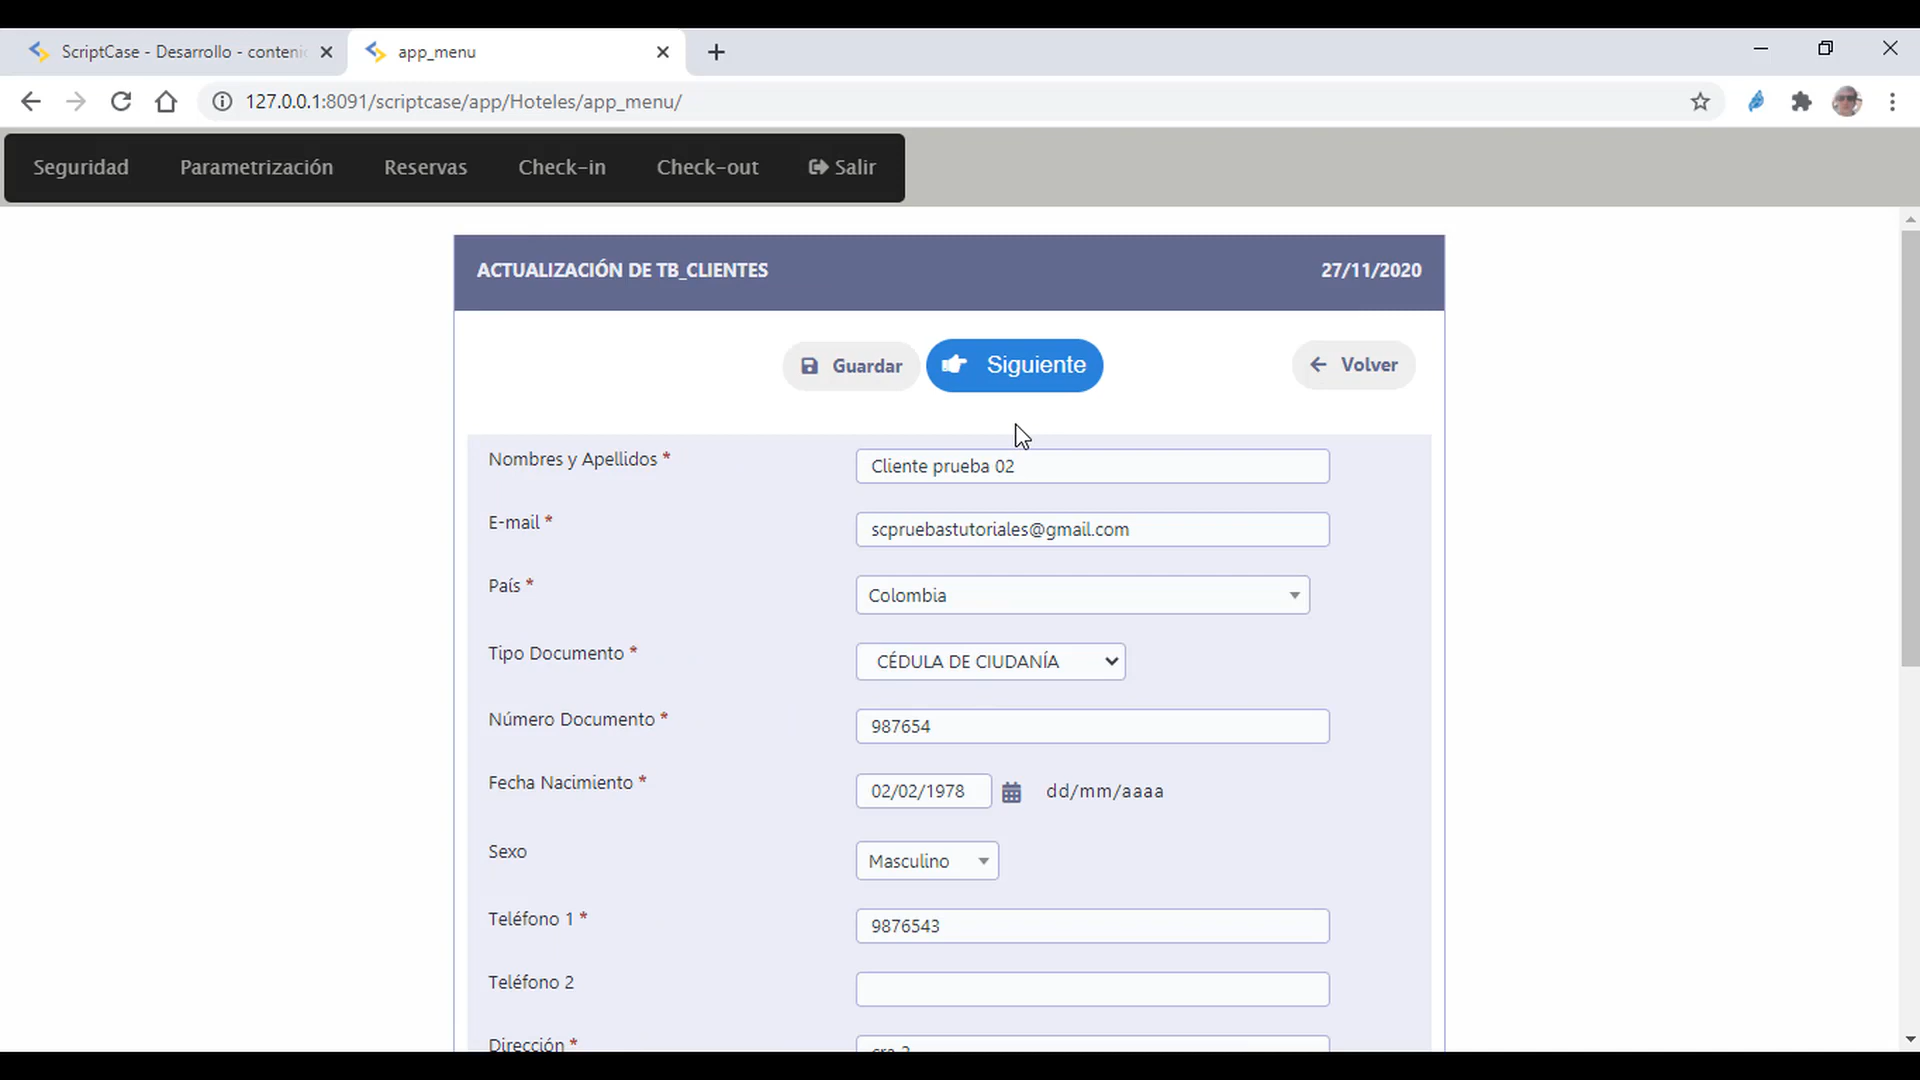 ScriptCase - Desarrollo - conteni
app_menu
127.0.0.1:8091/scriptcase/app/Hoteles/app_menu/
Seguridad Parametrización Reservas Check-in Check-out Salir
ACTUALIZACIÓN DE TB_CLIENTES 27/11/2020
Guardar Siguiente Volver
Nombres y Apellidos * Cliente prueba 02
E-mail * scpruebastutoriales@gmail.com
País * Colombia
Tipo Documento * CÉDULA DE CIUDANÍA
Número Documento * 987654
Fecha Nacimiento * 02/02/1978 dd/mm/aaaa
Sexo Masculino
Teléfono 1 * 9876543
Teléfono 2
Dirección * cra 2